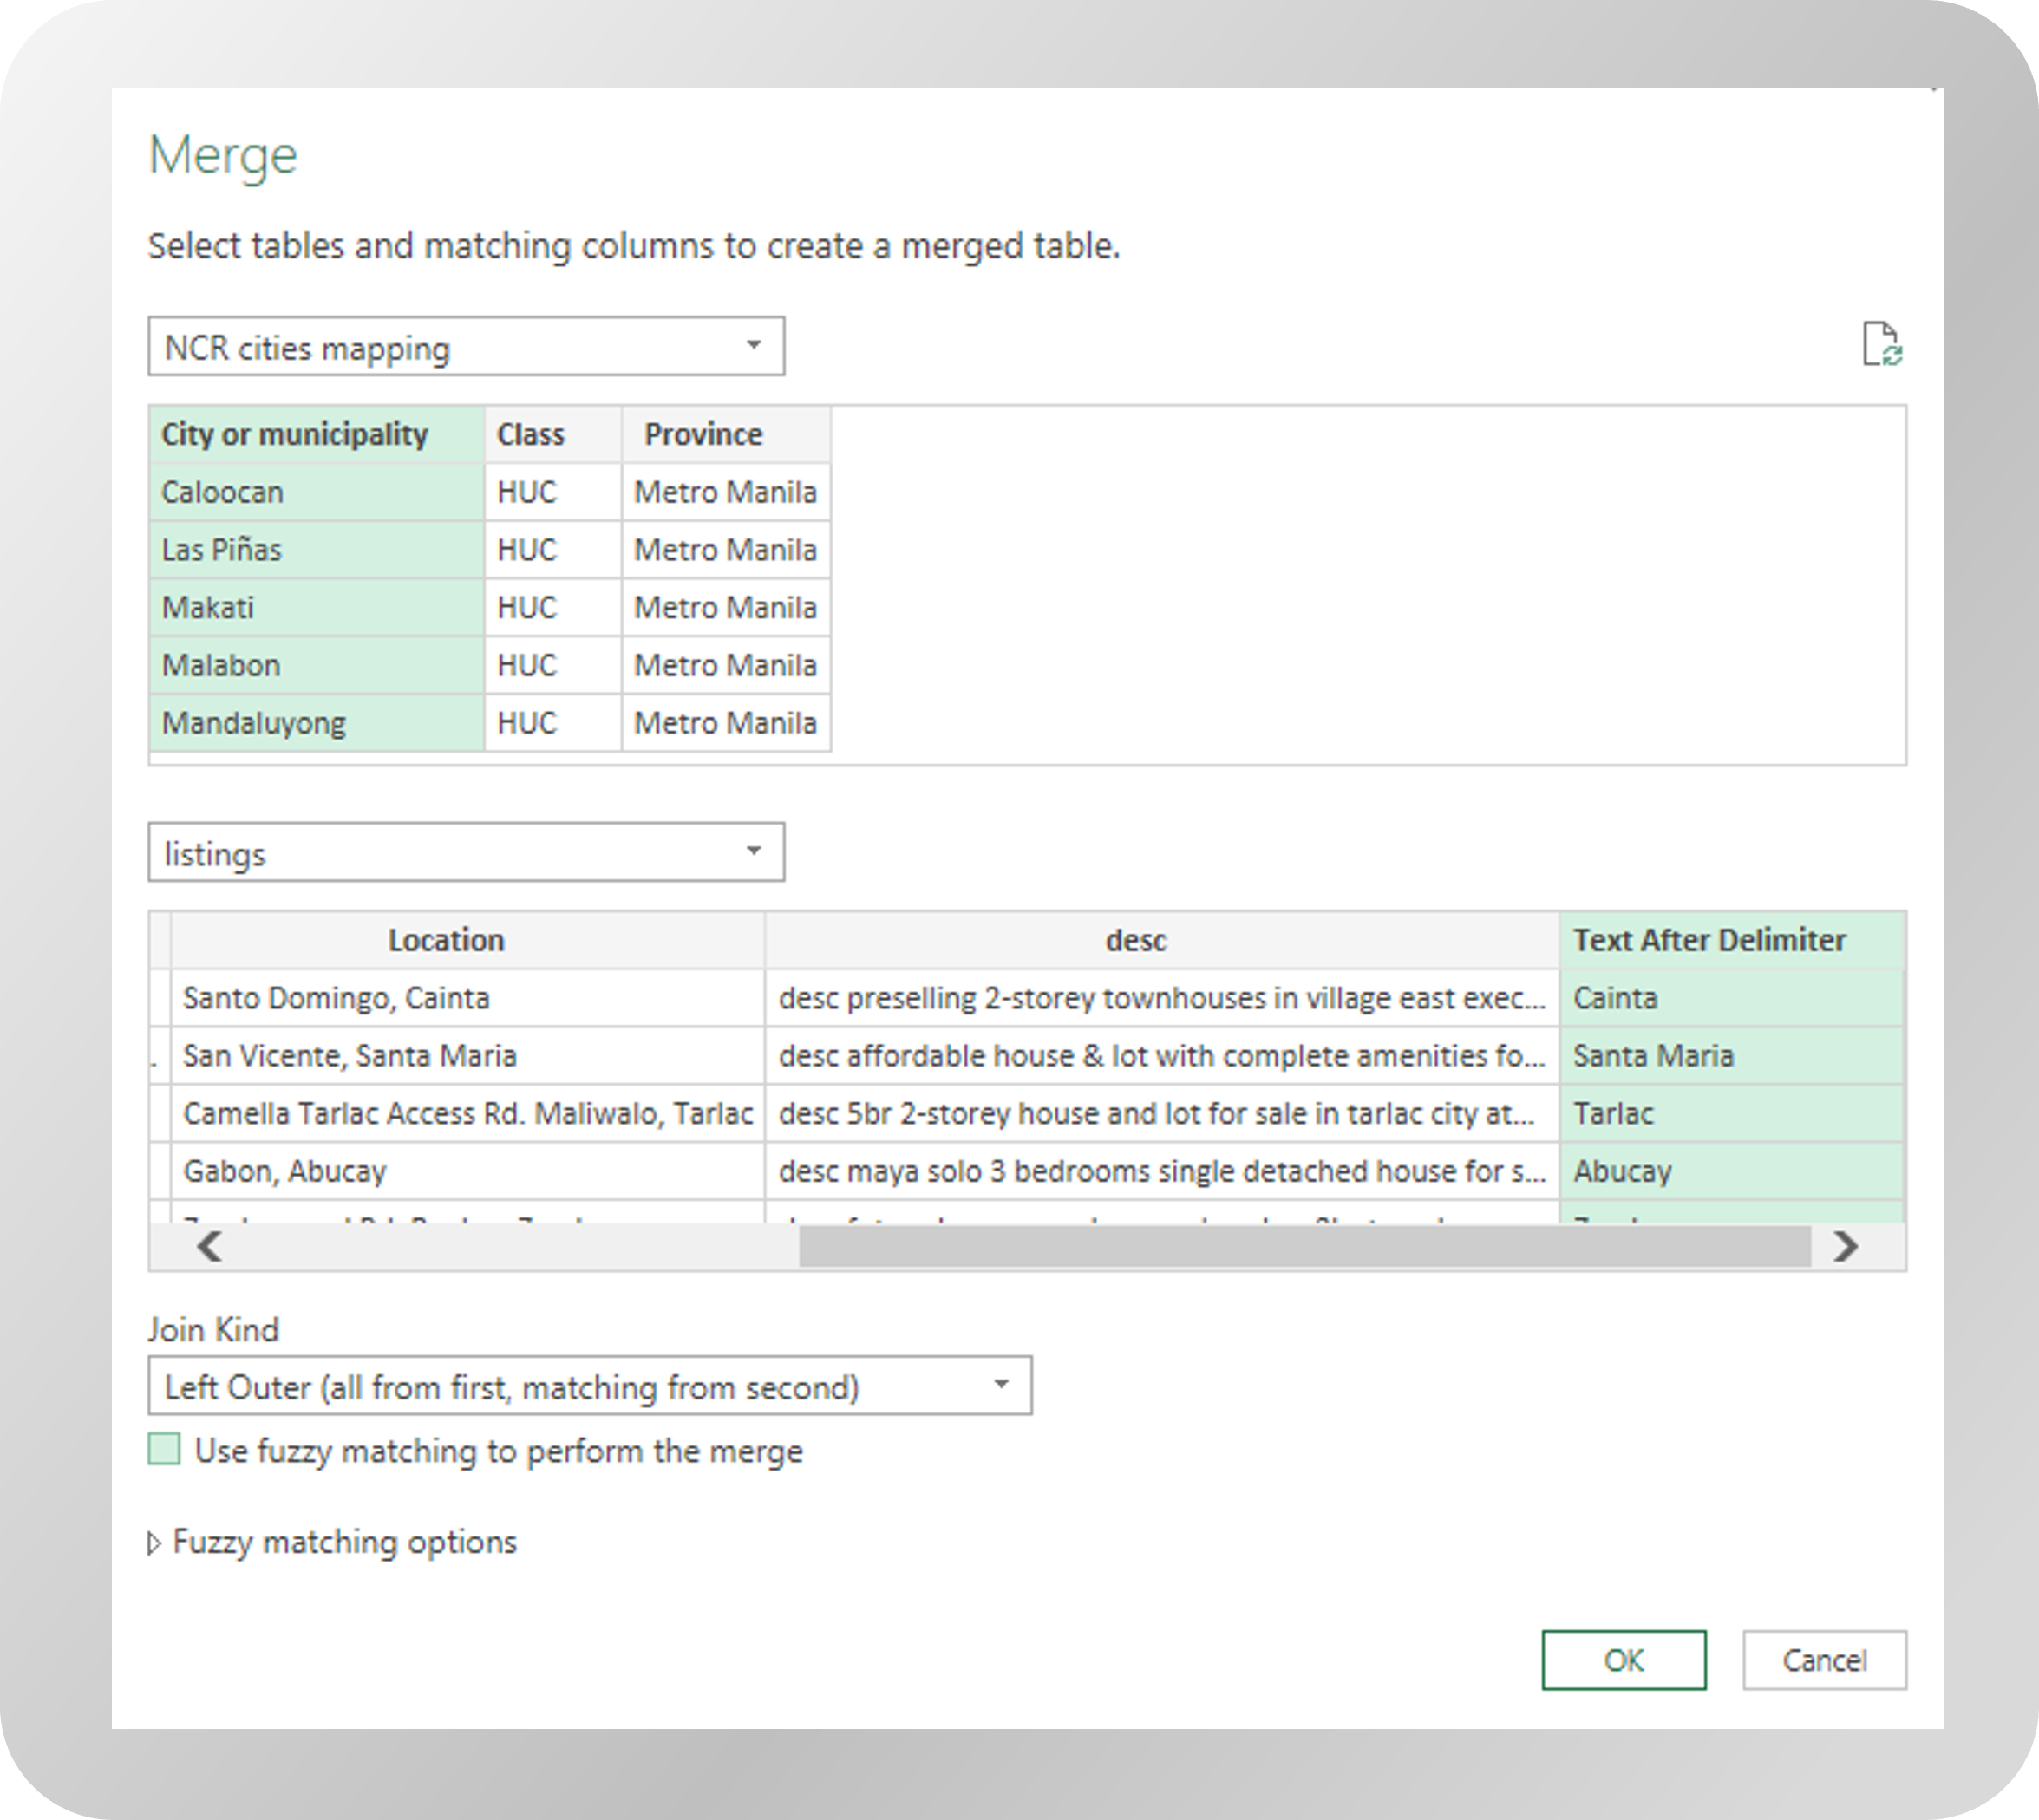 Merge
Select tables and matching columns to create a merged table.
NCR cities mapping
City or municipality Class Province
Caloocan HUC Metro Manila
Las Piñas HUC Metro Manila
Makati HUC Metro Manila
Malabon HUC Metro Manila
Mandaluyong HUC Metro Manila
listings
Location desc Text After Delimiter
Santo Domingo, Cainta desc preselling 2-storey townhouses in village east exec... Cainta
. San Vicente, Santa Maria desc affordable house & lot with complete amenities fo... Santa Maria
Camella Tarlac Access Rd. Maliwalo, Tarlac desc 5br 2-storey house and lot for sale in tarlac city at... Tarlac
Gabon, Abucay desc maya solo 3 bedrooms single detached house for s... Abucay
Join Kind
Left Outer (all from first, matching from second)
Use fuzzy matching to perform the merge
Fuzzy matching options
OK Cancel